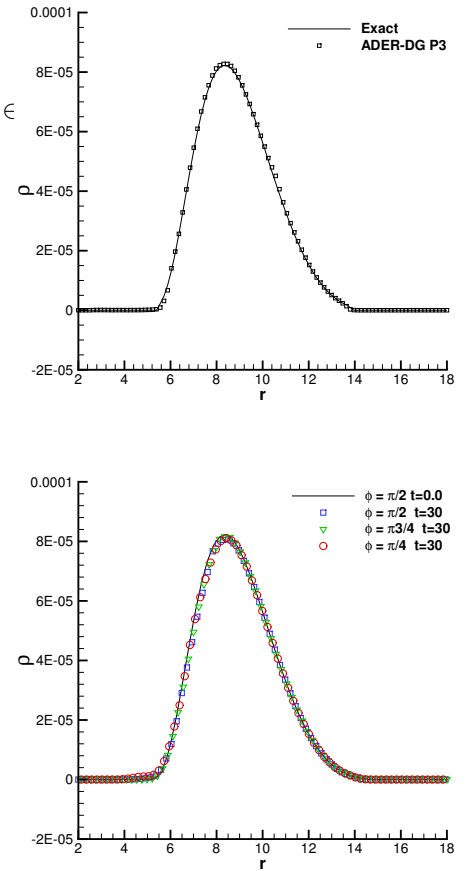 0.0001
Exact
ADER-DG P3
8E-05
6E-05
ρ
4E-05
2E-05
0
-2E-05
2 4 6 8 10 12 14 16 18
r
0.0001
ϕ = π/2 t=0.0
ϕ = π/2 t=30
ϕ = π3/4 t=30
ϕ = π/4 t=30
8E-05
6E-05
ρ
4E-05
2E-05
0
-2E-05
2 4 6 8 10 12 14 16 18
r